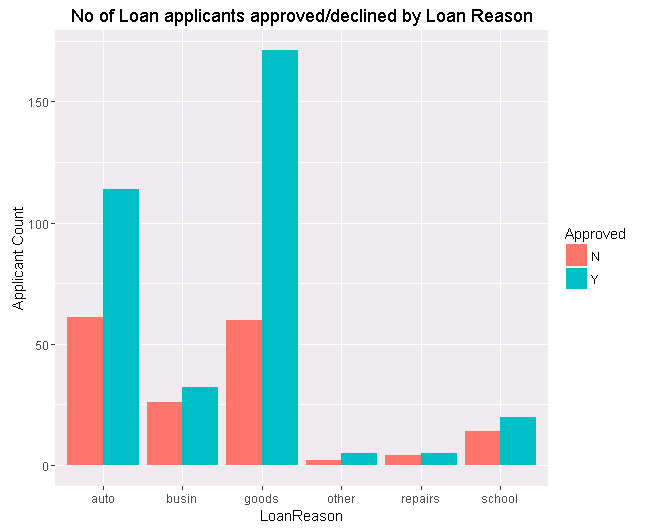 No of Loan applicants approved/declined by Loan Reason
Applicant Count
150
100
50
0
auto busin goods other repairs school
LoanReason
Approved
N
Y